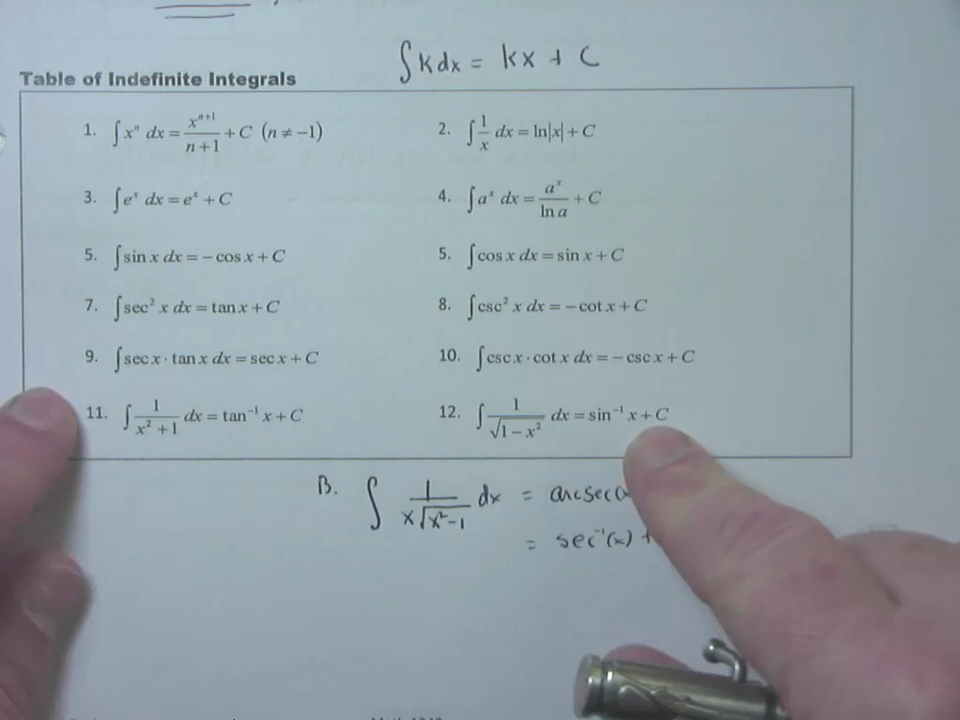 ∫ k dx = kx + C
Table of Indefinite Integrals
1. ∫ xⁿ dx = xⁿ⁺¹/(n+1) + C (n ≠ −1)
2. ∫ 1/x dx = ln|x| + C
3. ∫ eˣ dx = eˣ + C
4. ∫ aˣ dx = aˣ/ln a + C
5. ∫ sin x dx = − cos x + C
5. ∫ cos x dx = sin x + C
7. ∫ sec² x dx = tan x + C
8. ∫ csc² x dx = − cot x + C
9. ∫ sec x · tan x dx = sec x + C
10. ∫ csc x · cot x dx = − csc x + C
11. ∫ 1/(x² + 1) dx = tan⁻¹ x + C
12. ∫ 1/√(1 − x²) dx = sin⁻¹ x + C
13. ∫ 1/(x√(x²−1)) dx = arcsec(x
= sec⁻¹(x) +